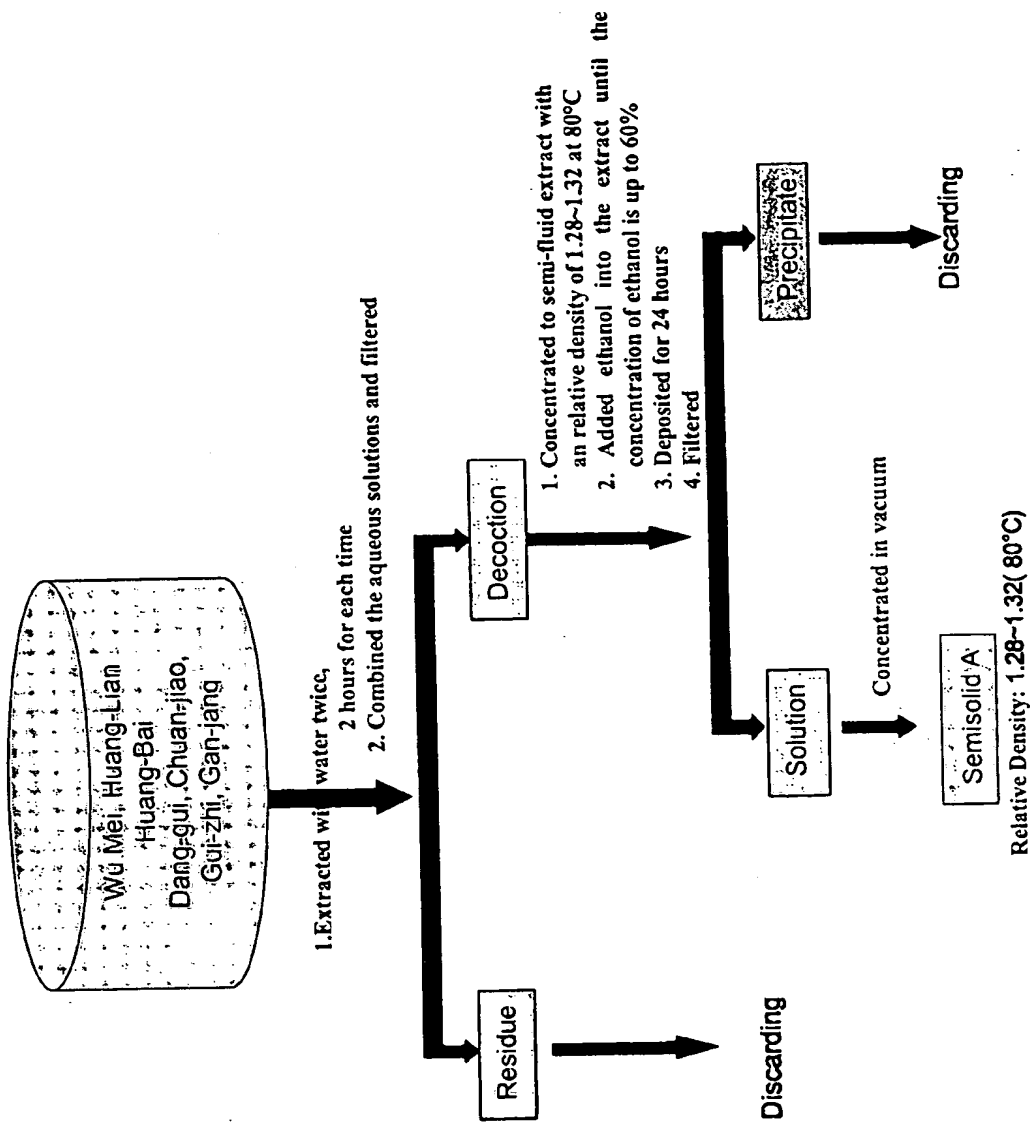 Wu Mei, Huang-Lian
Huang-Bai
Dang-gui, Chuan-jiao,
Gui-zhi, Gan-jang
1.Extracted with water twice,
2 hours for each time
2. Combined the aqueous solutions and filtered
Residue
Decoction
Discarding
1. Concentrated to semi-fluid extract with
an relative density of 1.28~1.32 at 80°C
2. Added ethanol into the extract until the
concentration of ethanol is up to 60%
3. Deposited for 24 hours
4. Filtered
Solution
Precipitate
Concentrated in vacuum
Discarding
Semisolid A
Relative Density: 1.28~1.32( 80°C)